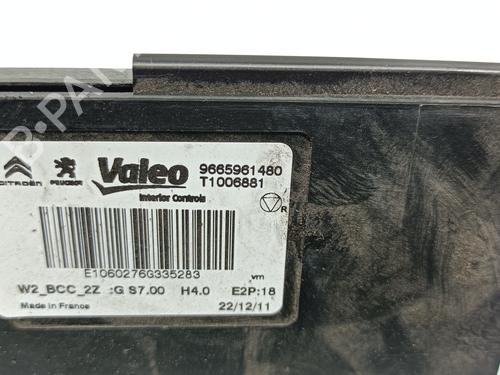 CITROËN PEUGEOT Valeo 9665961480
T1006881
Interior Controls
R
E1060276G335283
vm
W2_BCC_2Z :G S7.00 H4.0 E2P:18
Made in France 22/12/11